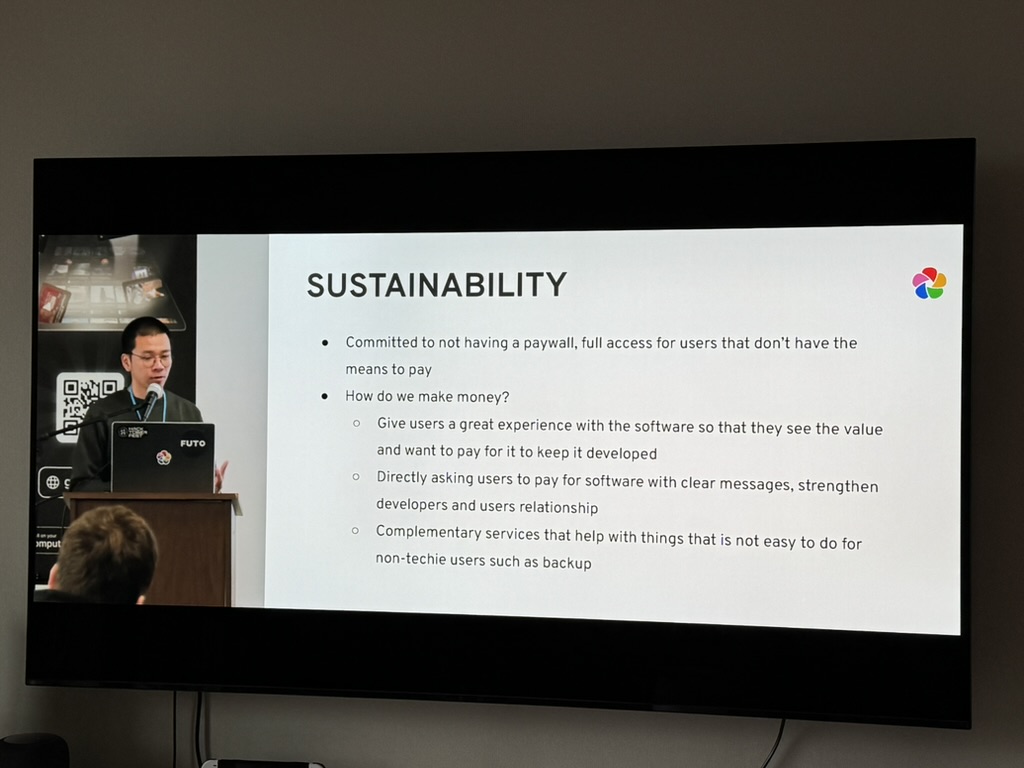 SUSTAINABILITY
Committed to not having a paywall, full access for users that don't have the
means to pay
How do we make money?
Give users a great experience with the software so that they see the value
and want to pay for it to keep it developed
Directly asking users to pay for software with clear messages, strengthen
developers and users relationship
Complementary services that help with things that is not easy to do for
non-techie users such as backup
FUTO